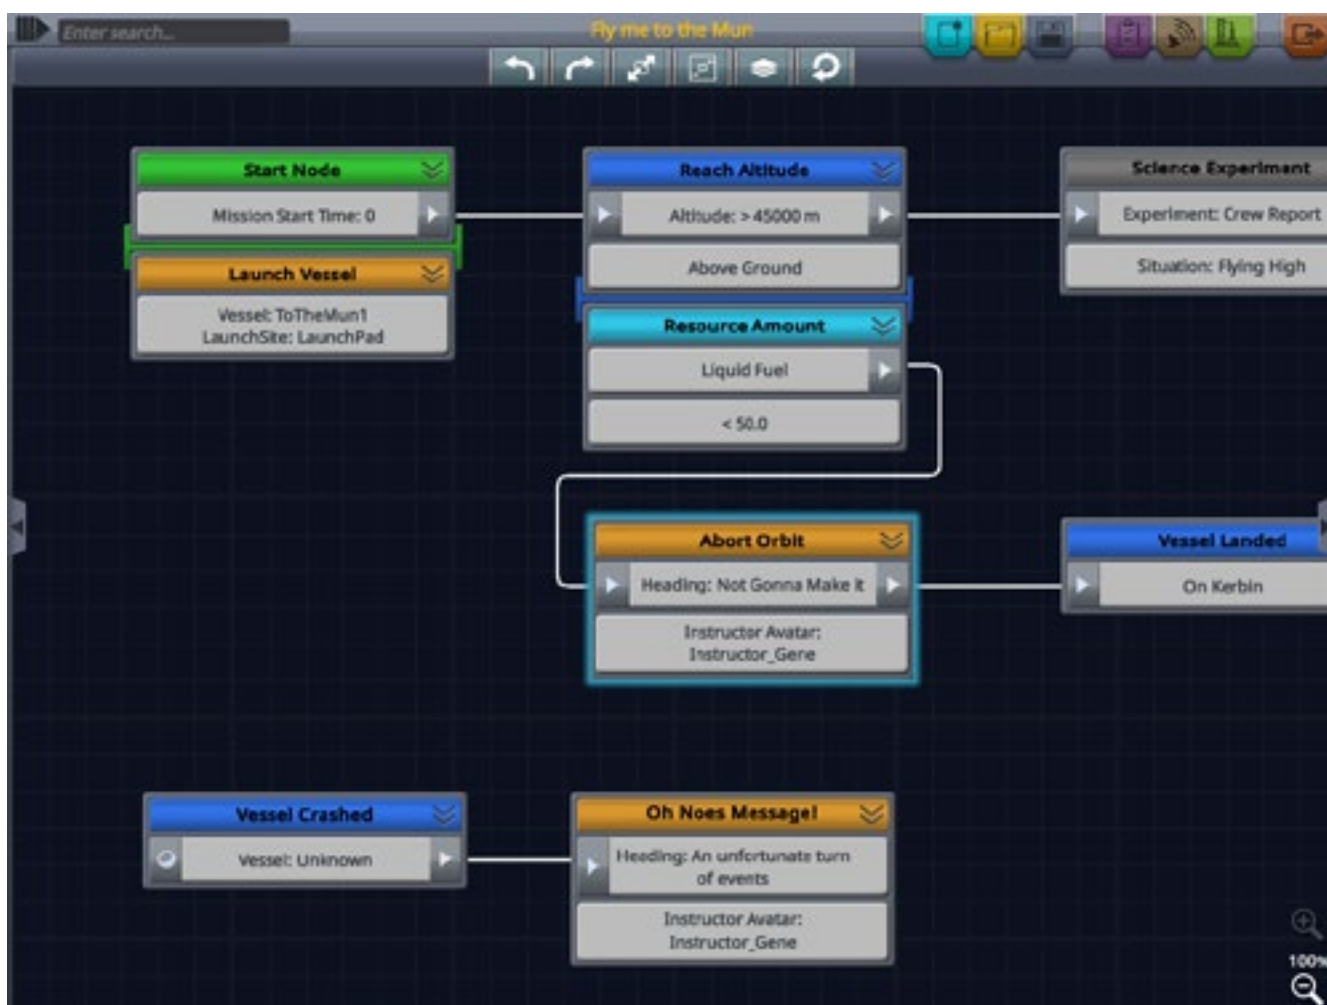 Enter search...
Fly me to the Mun
Start Node
Mission Start Time: 0
Launch Vessel
Vessel: ToTheMun1
LaunchSite: LaunchPad
Reach Altitude
Altitude: > 45000 m
Above Ground
Resource Amount
Liquid Fuel
< 50.0
Science Experiment
Experiment: Crew Report
Situation: Flying High
Abort Orbit
Heading: Not Gonna Make It
Instructor Avatar:
Instructor_Gene
Vessel Landed
On Kerbin
Vessel Crashed
Vessel: Unknown
Oh Noes Message!
Heading: An unfortunate turn
of events
Instructor Avatar:
Instructor_Gene
100%